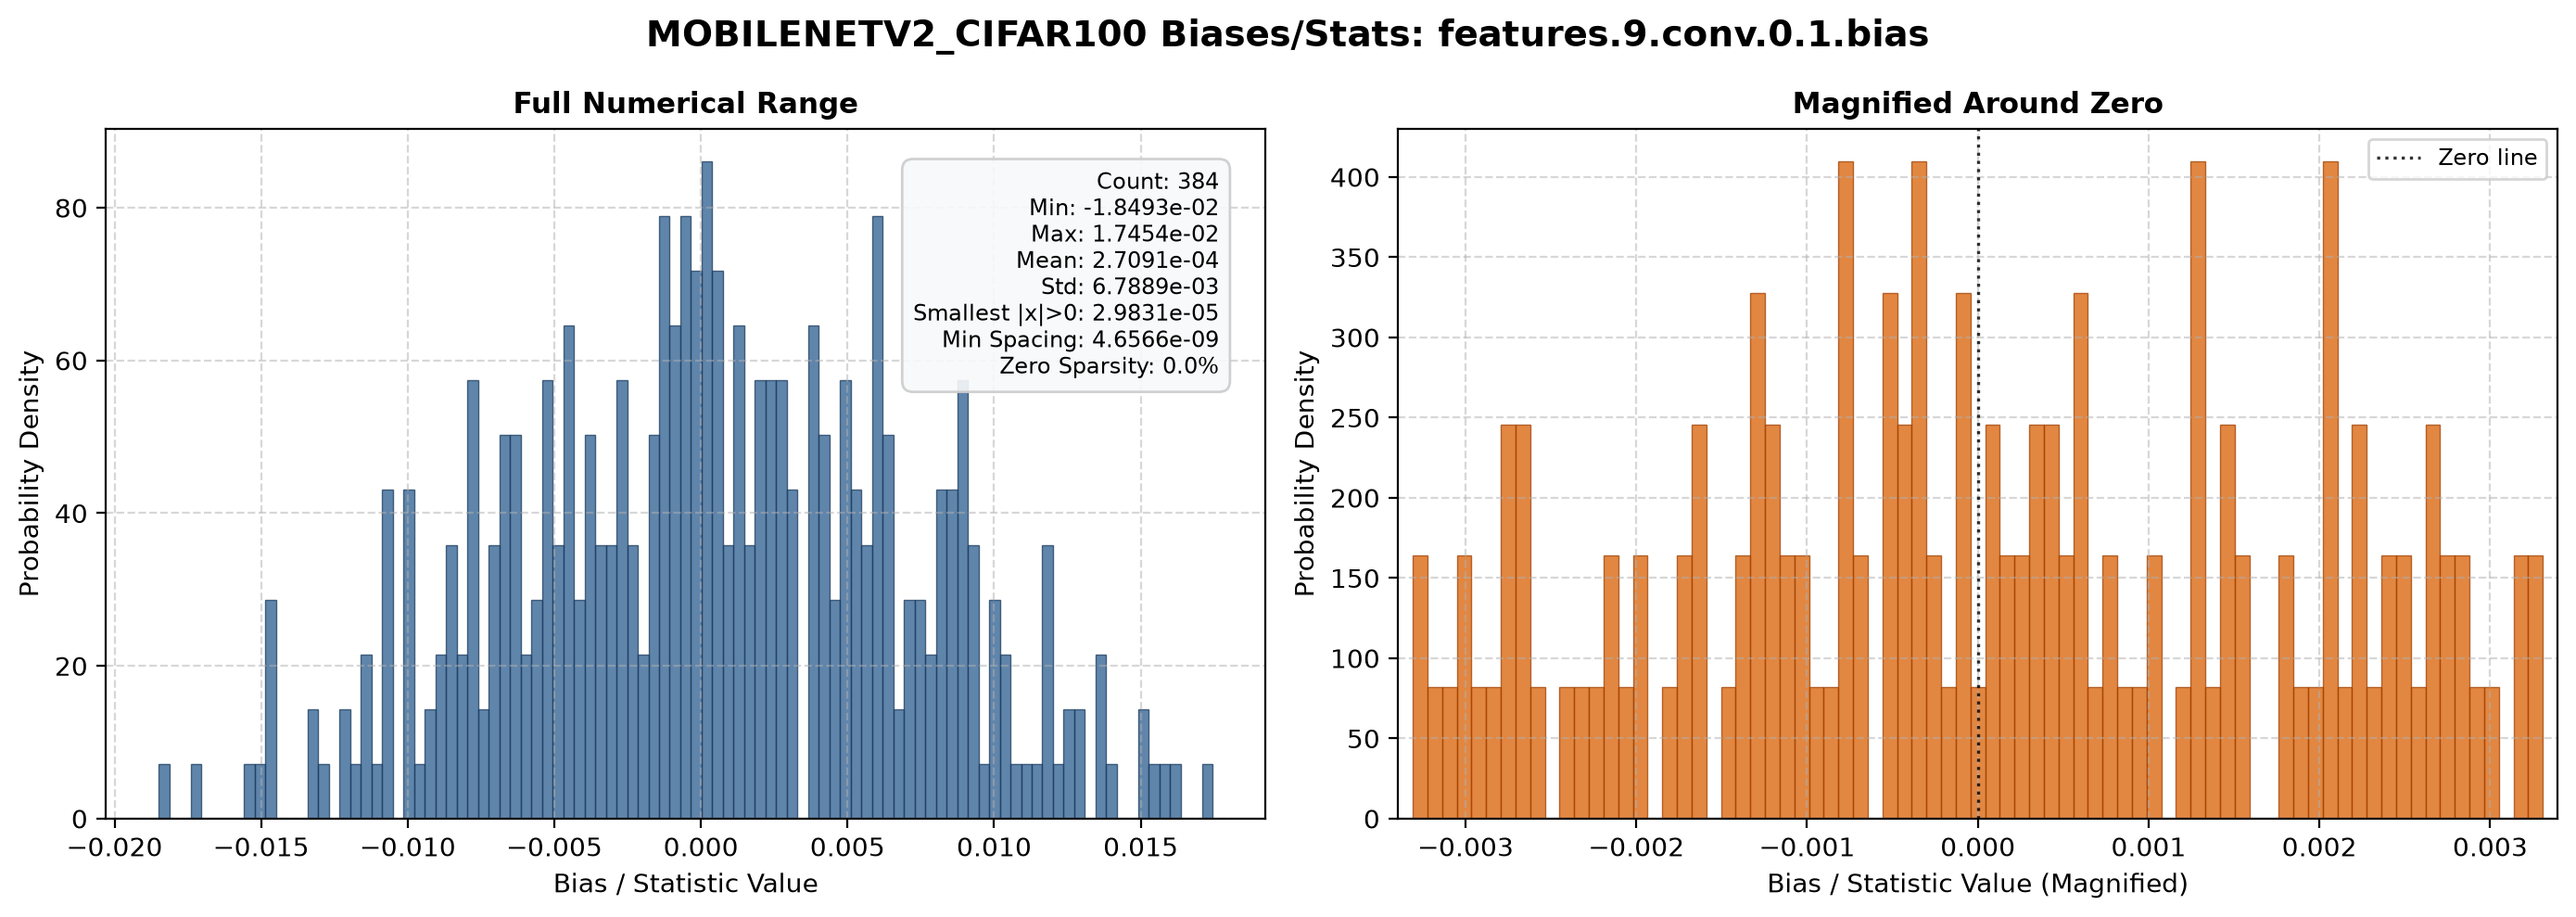 MOBILENETV2_CIFAR100 Biases/Stats: features.9.conv.0.1.bias
Full Numerical Range
Probability Density
80
60
40
20
0
Count: 384
Min: -1.8493e-02
Max: 1.7454e-02
Mean: 2.7091e-04
Std: 6.7889e-03
Smallest |x|>0: 2.9831e-05
Min Spacing: 4.6566e-09
Zero Sparsity: 0.0%
−0.020 −0.015 −0.010 −0.005 0.000 0.005 0.010 0.015
Bias / Statistic Value
Magnified Around Zero
Probability Density
400
350
300
250
200
150
100
50
0
Zero line
−0.003 −0.002 −0.001 0.000 0.001 0.002 0.003
Bias / Statistic Value (Magnified)